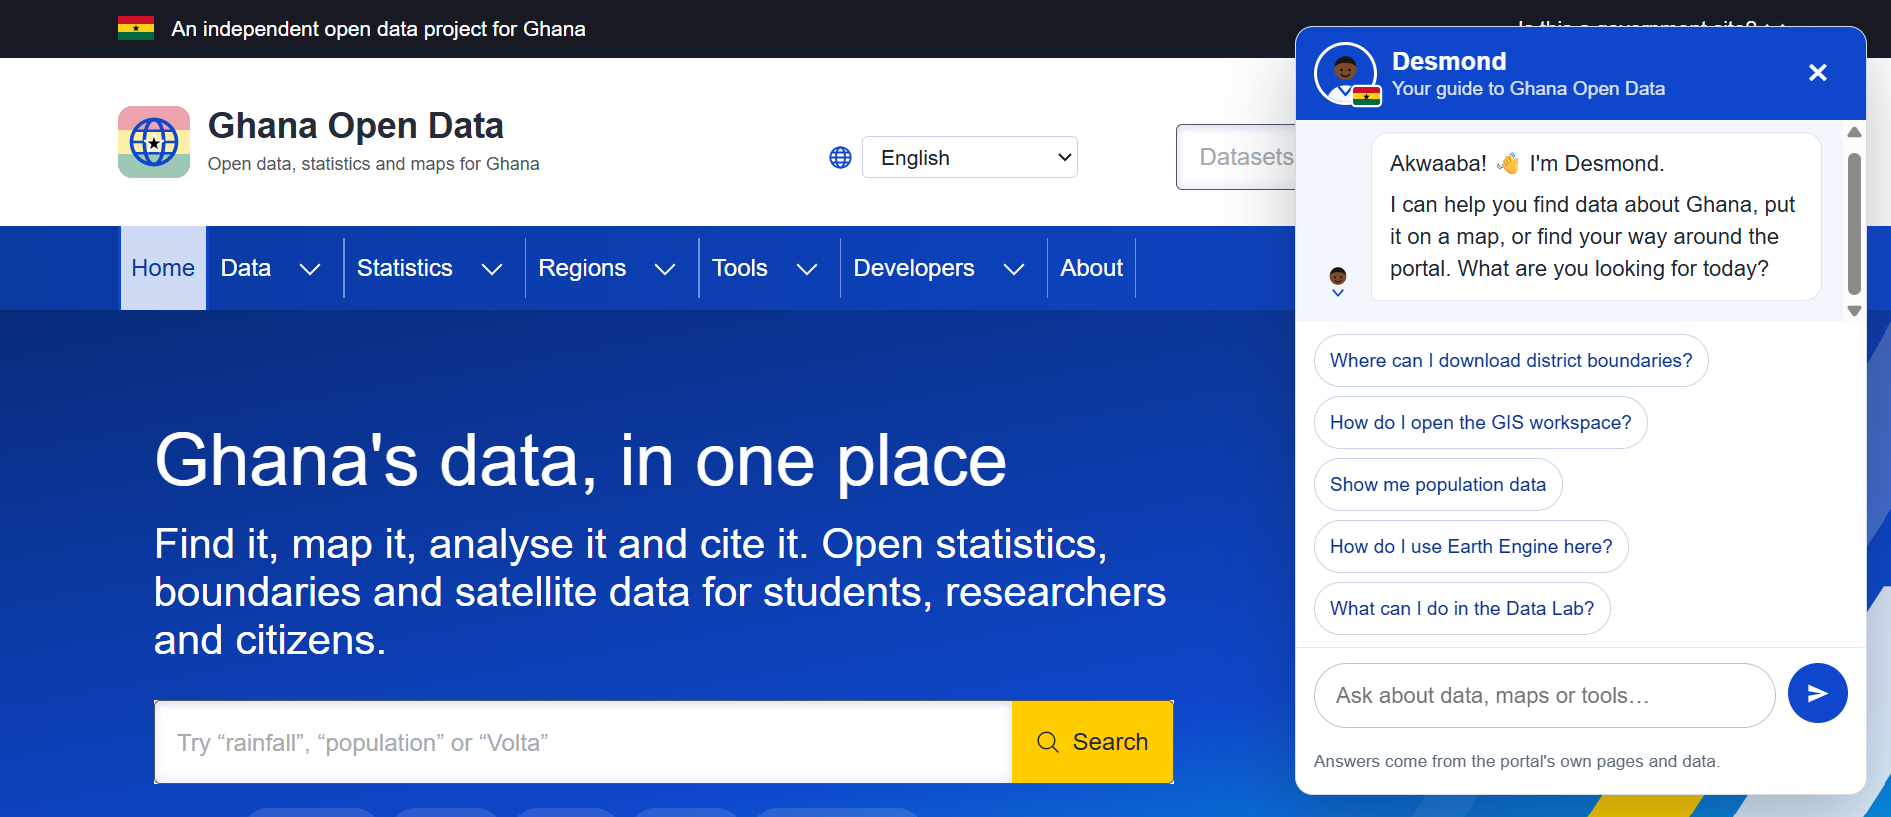 An independent open data project for Ghana
Ghana Open Data
Open data, statistics and maps for Ghana
English
Datasets
Home
Data
Statistics
Regions
Tools
Developers
About
Ghana's data, in one place
Find it, map it, analyse it and cite it. Open statistics,
boundaries and satellite data for students, researchers
and citizens.
Try “rainfall”, “population” or “Volta”
Search
Desmond
Your guide to Ghana Open Data
Akwaaba! 👋 I'm Desmond.
I can help you find data about Ghana, put
it on a map, or find your way around the
portal. What are you looking for today?
Where can I download district boundaries?
How do I open the GIS workspace?
Show me population data
How do I use Earth Engine here?
What can I do in the Data Lab?
Ask about data, maps or tools…
Answers come from the portal's own pages and data.